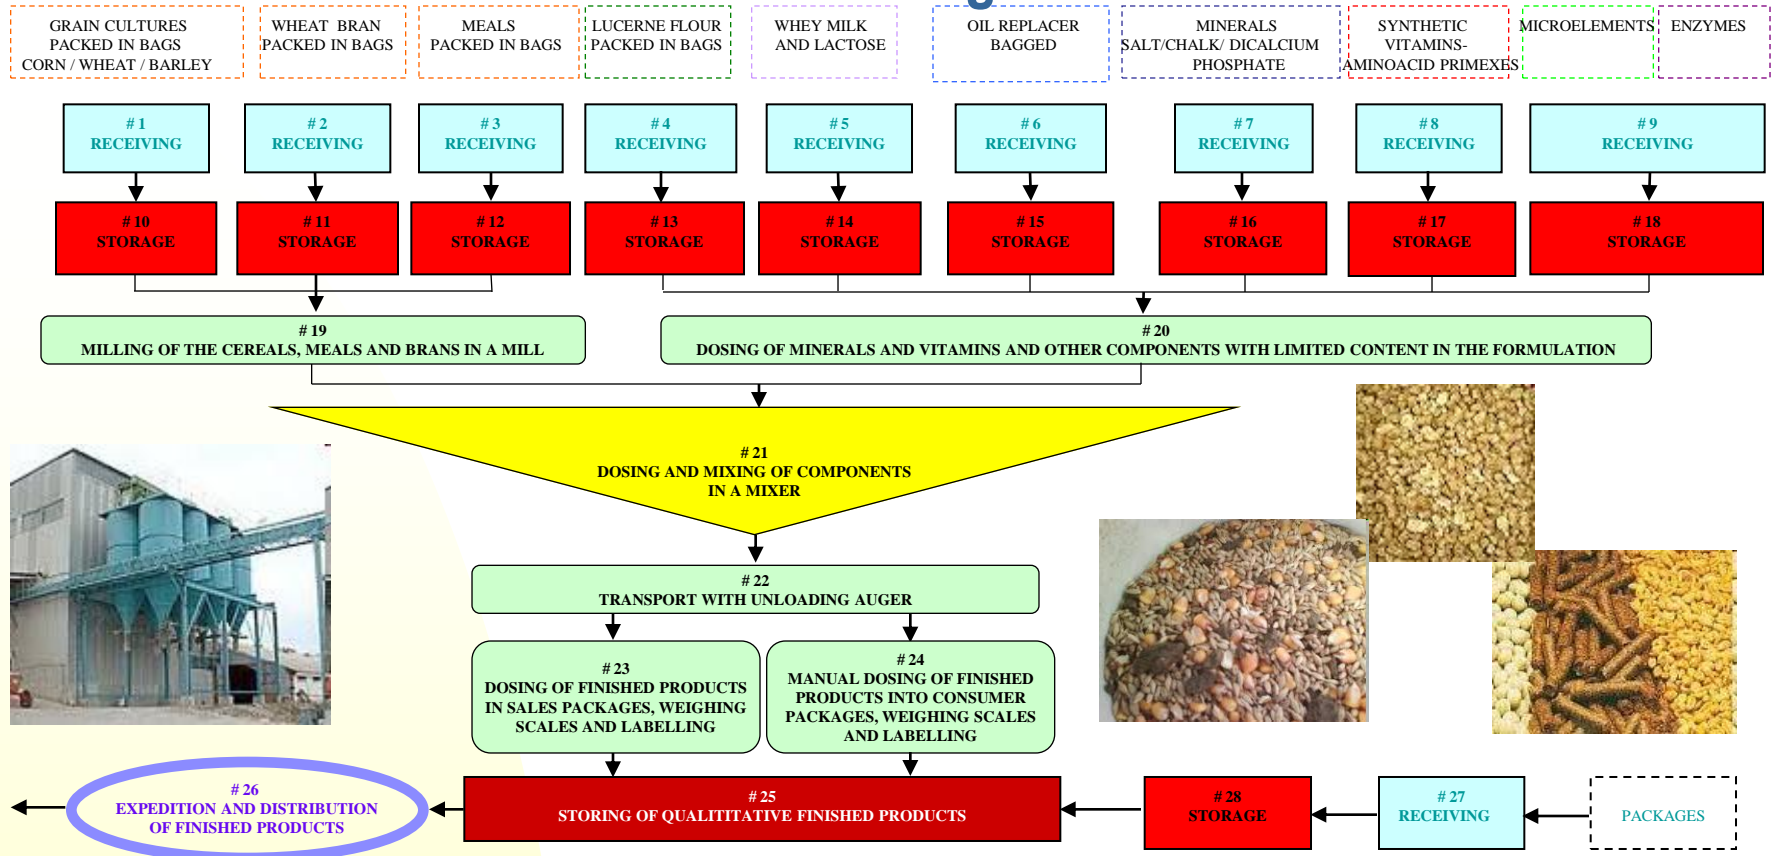 GRAIN CULTURES
PACKED IN BAGS
CORN / WHEAT / BARLEY
WHEAT BRAN
PACKED IN BAGS
MEALS
PACKED IN BAGS
LUCERNE FLOUR
PACKED IN BAGS
WHEY MILK
AND LACTOSE
OIL REPLACER
BAGGED
MINERALS
SALT/CHALK/ DICALCIUM
PHOSPHATE
SYNTHETIC
VITAMINS-
AMINOACID PRIMEXES
MICROELEMENTS
ENZYMES
# 1
RECEIVING
# 2
RECEIVING
# 3
RECEIVING
# 4
RECEIVING
# 5
RECEIVING
# 6
RECEIVING
# 7
RECEIVING
# 8
RECEIVING
# 9
RECEIVING
# 10
STORAGE
# 11
STORAGE
# 12
STORAGE
# 13
STORAGE
# 14
STORAGE
# 15
STORAGE
# 16
STORAGE
# 17
STORAGE
# 18
STORAGE
# 19
MILLING OF THE CEREALS, MEALS AND BRANS IN A MILL
# 20
DOSING OF MINERALS AND VITAMINS AND OTHER COMPONENTS WITH LIMITED CONTENT IN THE FORMULATION
# 21
DOSING AND MIXING OF COMPONENTS
IN A MIXER
# 22
TRANSPORT WITH UNLOADING AUGER
# 23
DOSING OF FINISHED PRODUCTS
IN SALES PACKAGES, WEIGHING
SCALES AND LABELLING
# 24
MANUAL DOSING OF FINISHED
PRODUCTS INTO CONSUMER
PACKAGES, WEIGHING SCALES
AND LABELLING
# 26
EXPEDITION AND DISTRIBUTION
OF FINISHED PRODUCTS
# 25
STORING OF QUALITITATIVE FINISHED PRODUCTS
# 28
STORAGE
# 27
RECEIVING
PACKAGES